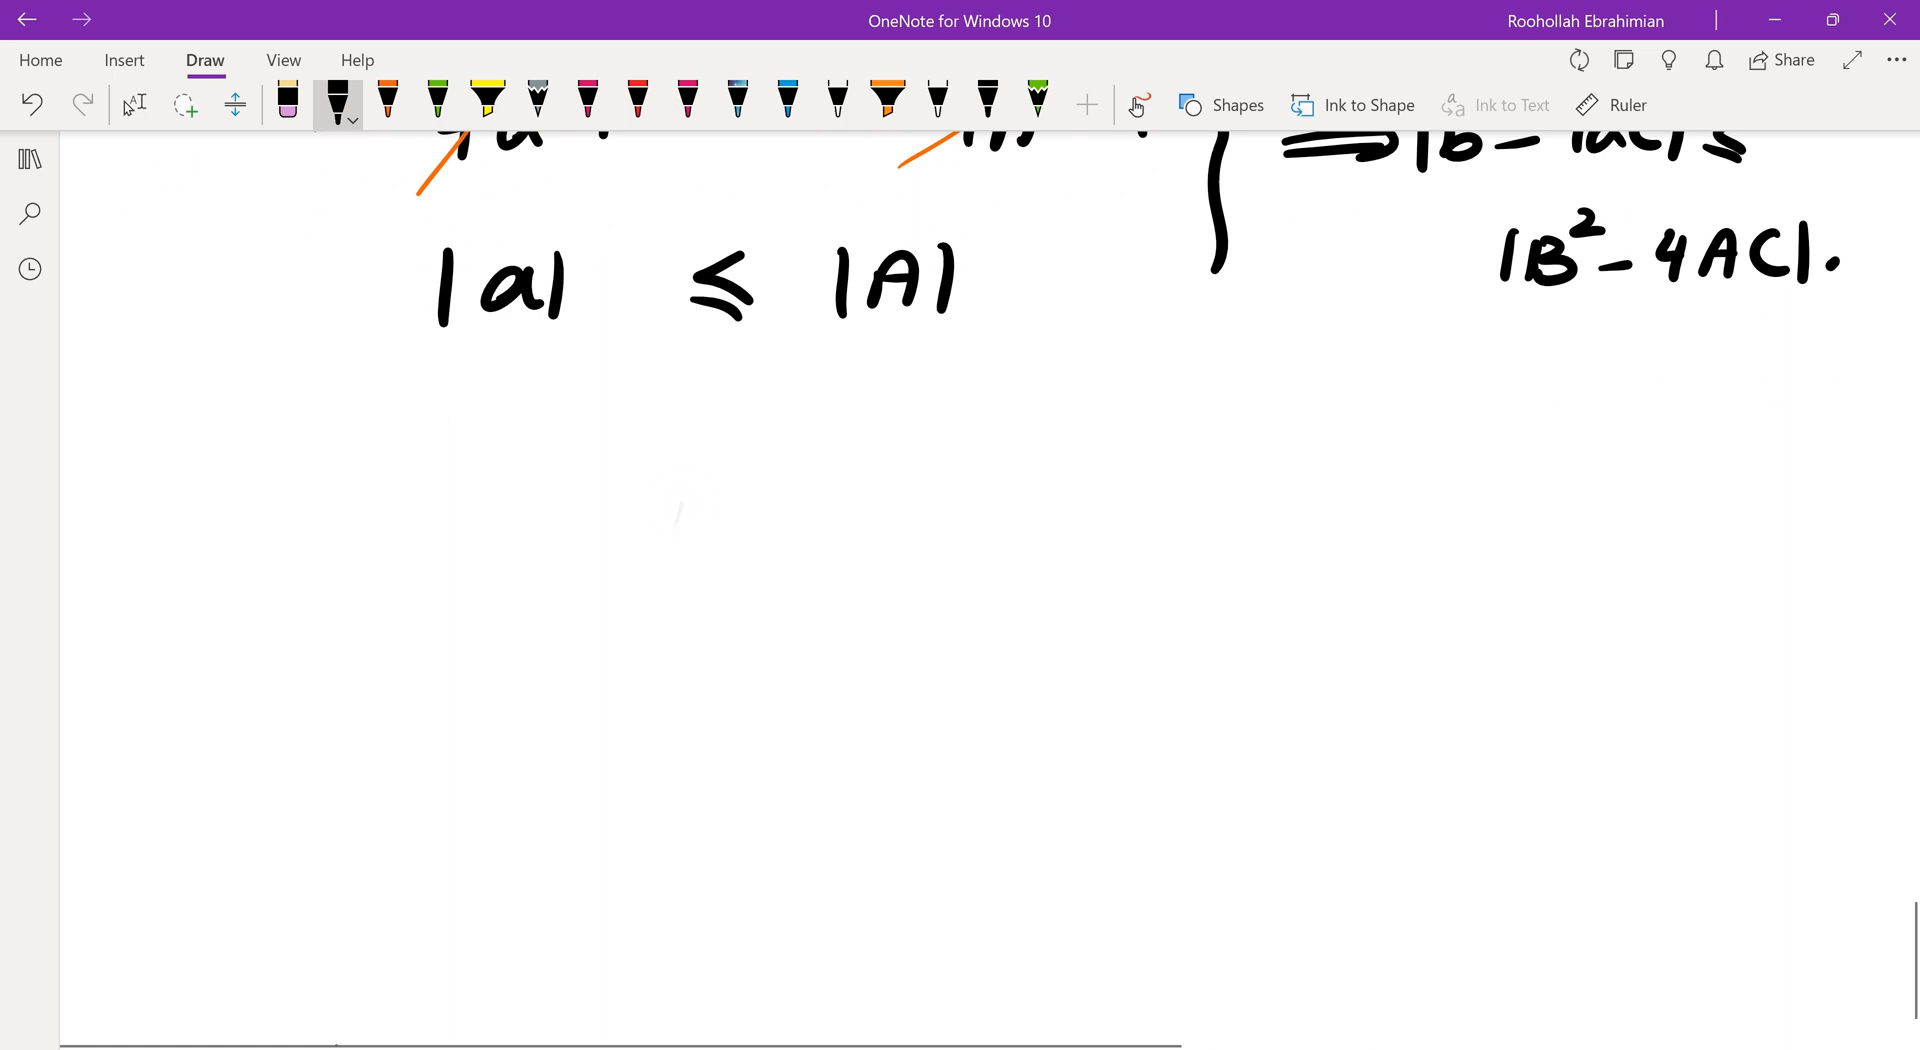 OneNote for Windows 10
Roohollah Ebrahimian
Home Insert Draw View Help
Share
Shapes Ink to Shape Ink to Text Ruler
|a| ≤ |A|
|B² - 4AC|.